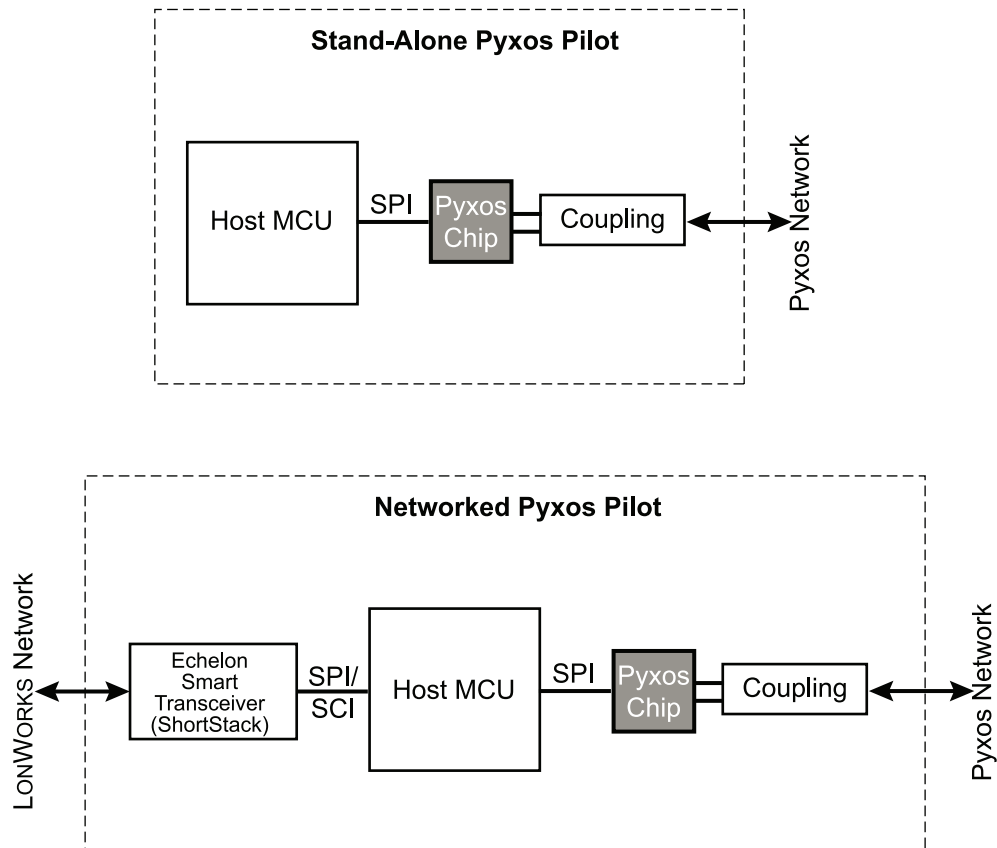 Stand-Alone Pyxos Pilot
Host MCU
SPI
Pyxos
Chip
Coupling
Pyxos Network
Networked Pyxos Pilot
LONWORKS Network
Echelon
Smart
Transceiver
(ShortStack)
SPI/
SCI
Host MCU
SPI
Pyxos
Chip
Coupling
Pyxos Network